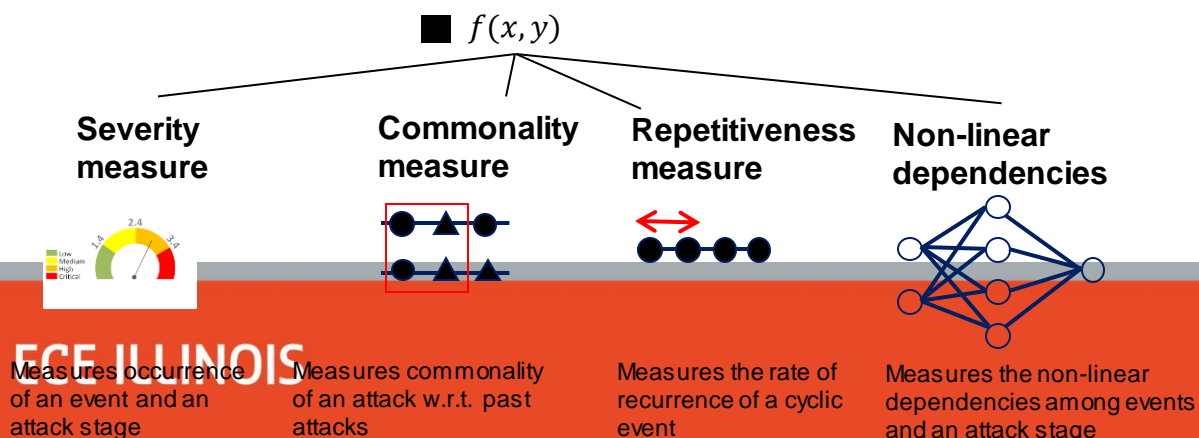 f(x, y)
Severity
measure
Commonality
measure
Repetitiveness
measure
Non-linear
dependencies
1.4
2.4
3.4
Low
Medium
High
Critical
ECE ILLINOIS
Measures occurrence
of an event and an
attack stage
Measures commonality
of an attack w.r.t. past
attacks
Measures the rate of
recurrence of a cyclic
event
Measures the non-linear
dependencies among events
and an attack stage